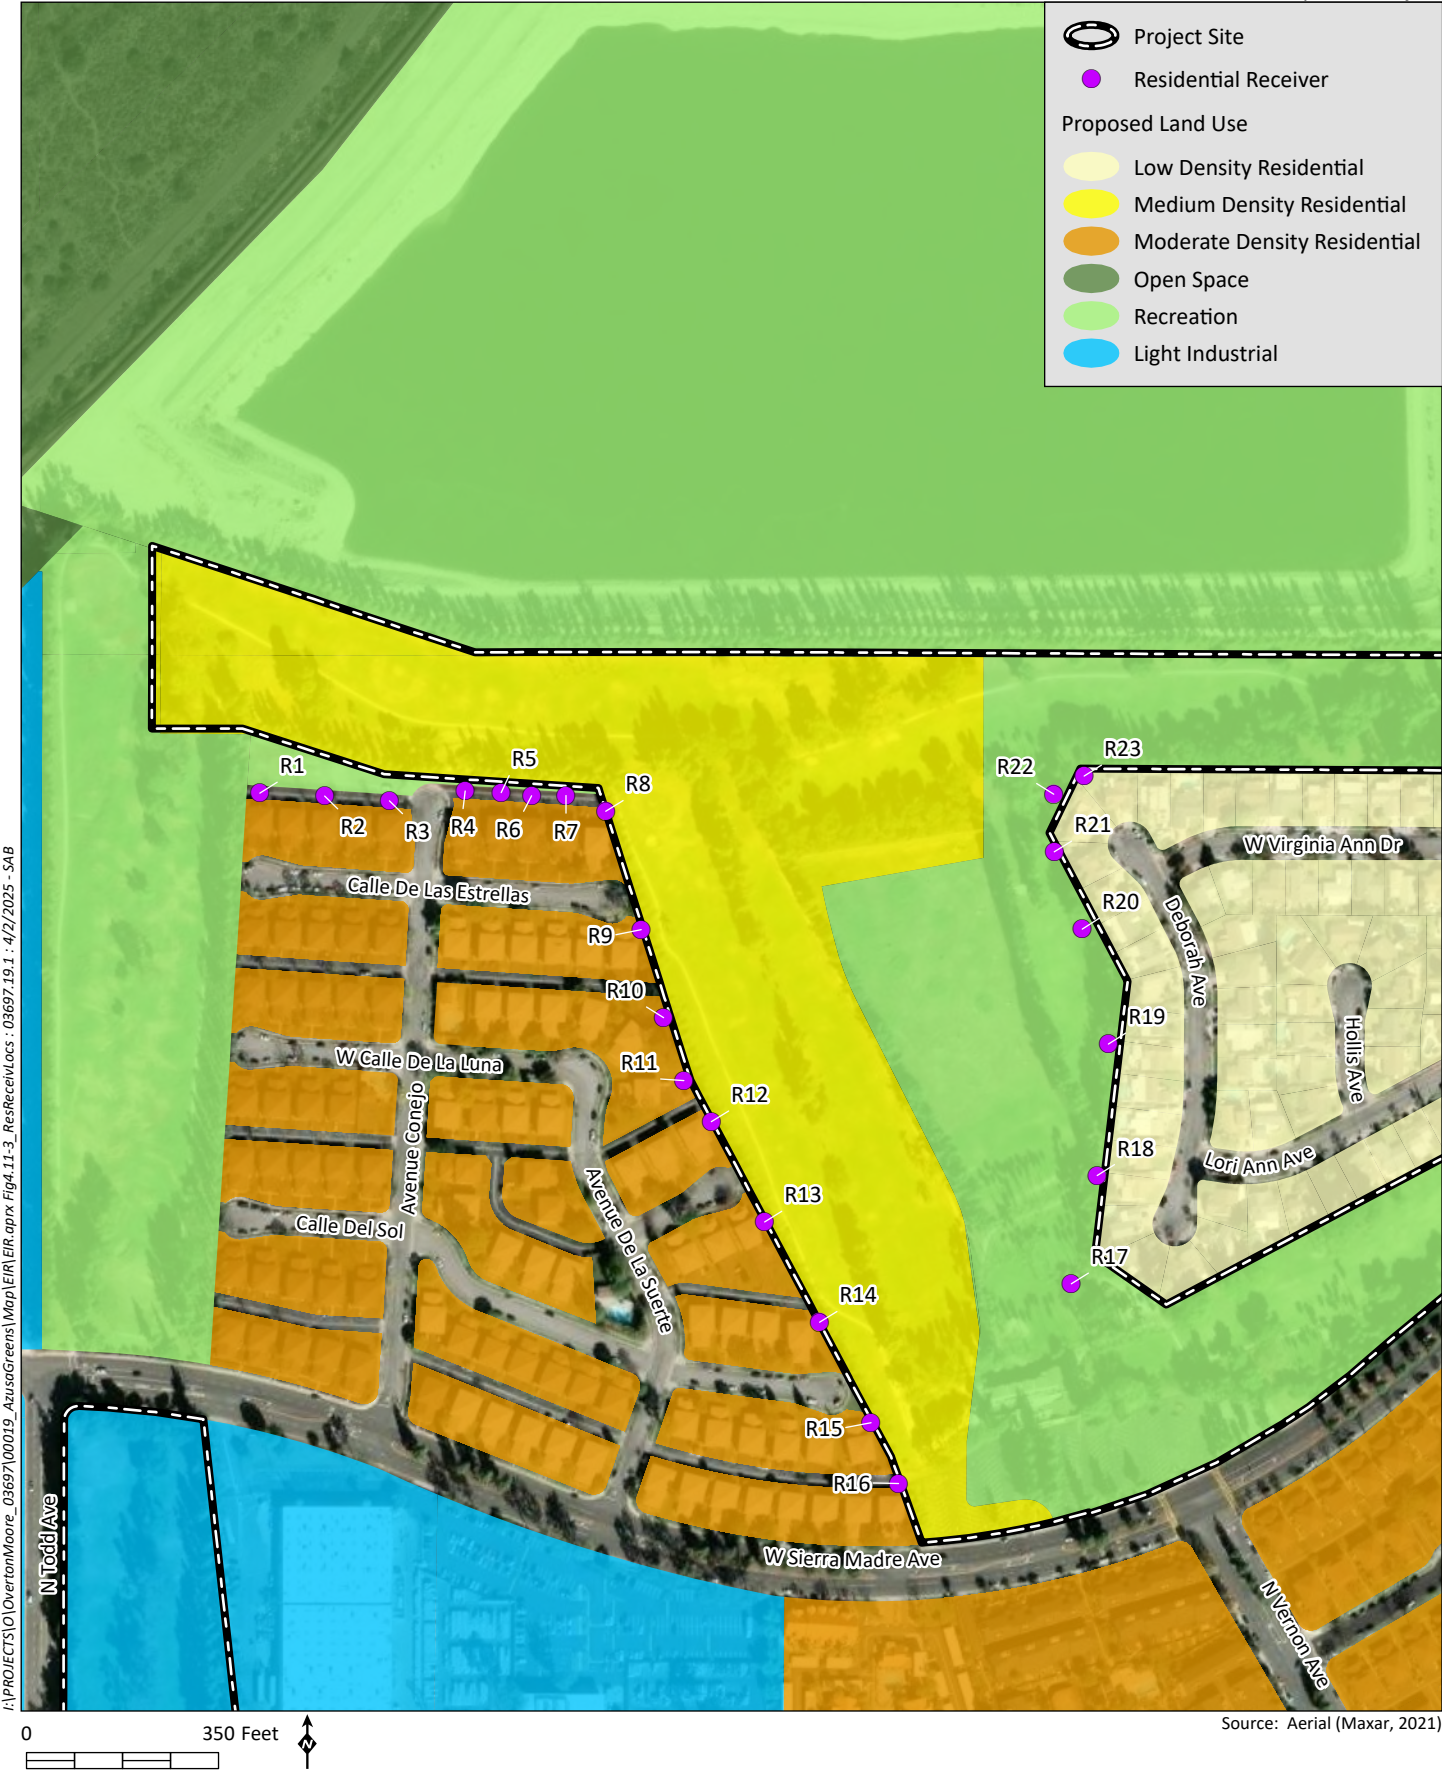 Project Site
Residential Receiver
Proposed Land Use
Low Density Residential
Medium Density Residential
Moderate Density Residential
Open Space
Recreation
Light Industrial
R1
R2
R3
R4
R5
R6
R7
R8
R9
R10
R11
R12
R13
R14
R15
R16
R17
R18
R19
R20
R21
R22
R23
Calle De Las Estrellas
W Calle De La Luna
Avenue Conejo
Calle Del Sol
Avenue De La Suerte
W Virginia Ann Dr
Deborah Ave
Hollis Ave
Lori Ann Ave
W Sierra Madre Ave
N Vernon Ave
N Todd Ave
I:\PROJECTS\O\OvertonMoore_03697\00019_AzusaGreens\Map\EIR\EIR.aprx Fig4.11-3_ResReceivLocs : 03697.19.1 : 4/2/2025 - SAB
0 350 Feet
N
Source: Aerial (Maxar, 2021)